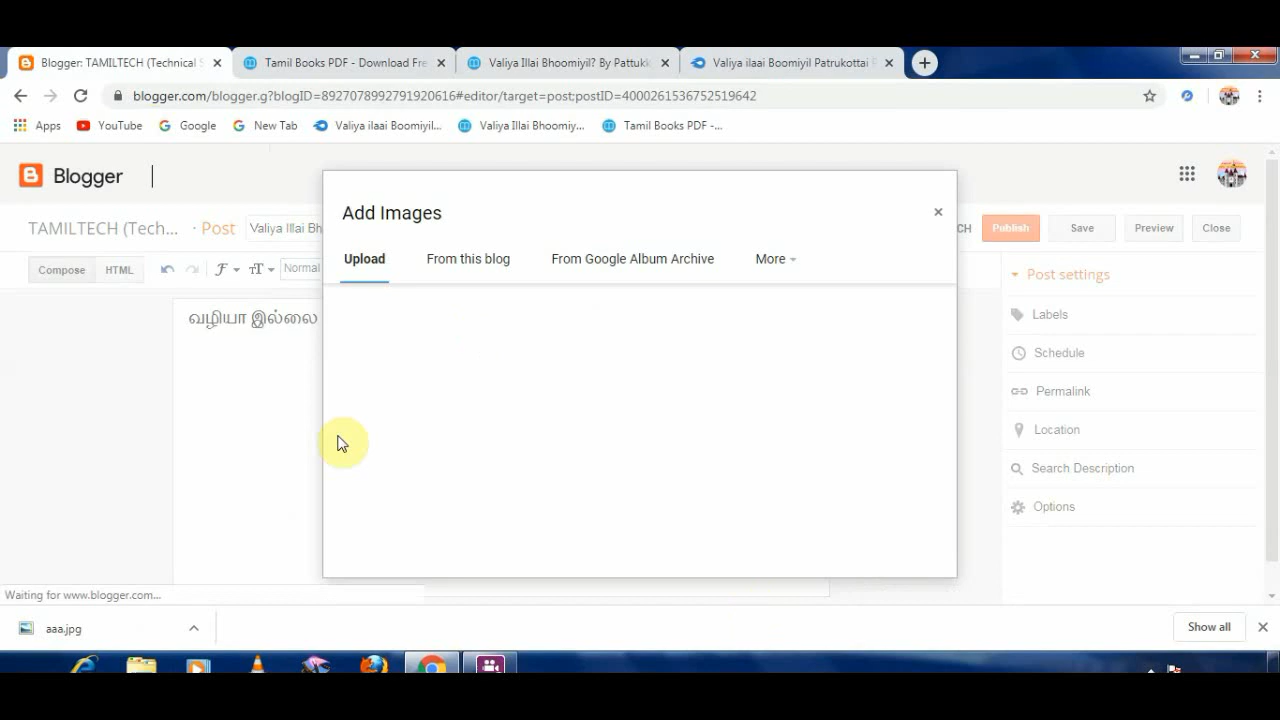 Blogger: TAMILTECH (Technical S
Tamil Books PDF - Download Fre
Valiya Illai Bhoomiyil? By Pattukk
Valiya ilaai Boomiyil Patrukottai P
blogger.com/blogger.g?blogID=8927078992791920616#editor/target=post;postID=4000261536752519642
Apps
YouTube
Google
New Tab
Valiya ilaai Boomiyil...
Valiya Illai Bhoomiy...
Tamil Books PDF -...
Blogger
TAMILTECH (Tech... · Post
Valiya Illai Bh
CH
Publish
Save
Preview
Close
Compose
HTML
Normal
Add Images
Upload
From this blog
From Google Album Archive
More
வழியா இல்லை
Post settings
Labels
Schedule
Permalink
Location
Search Description
Options
Waiting for www.blogger.com...
aaa.jpg
Show all